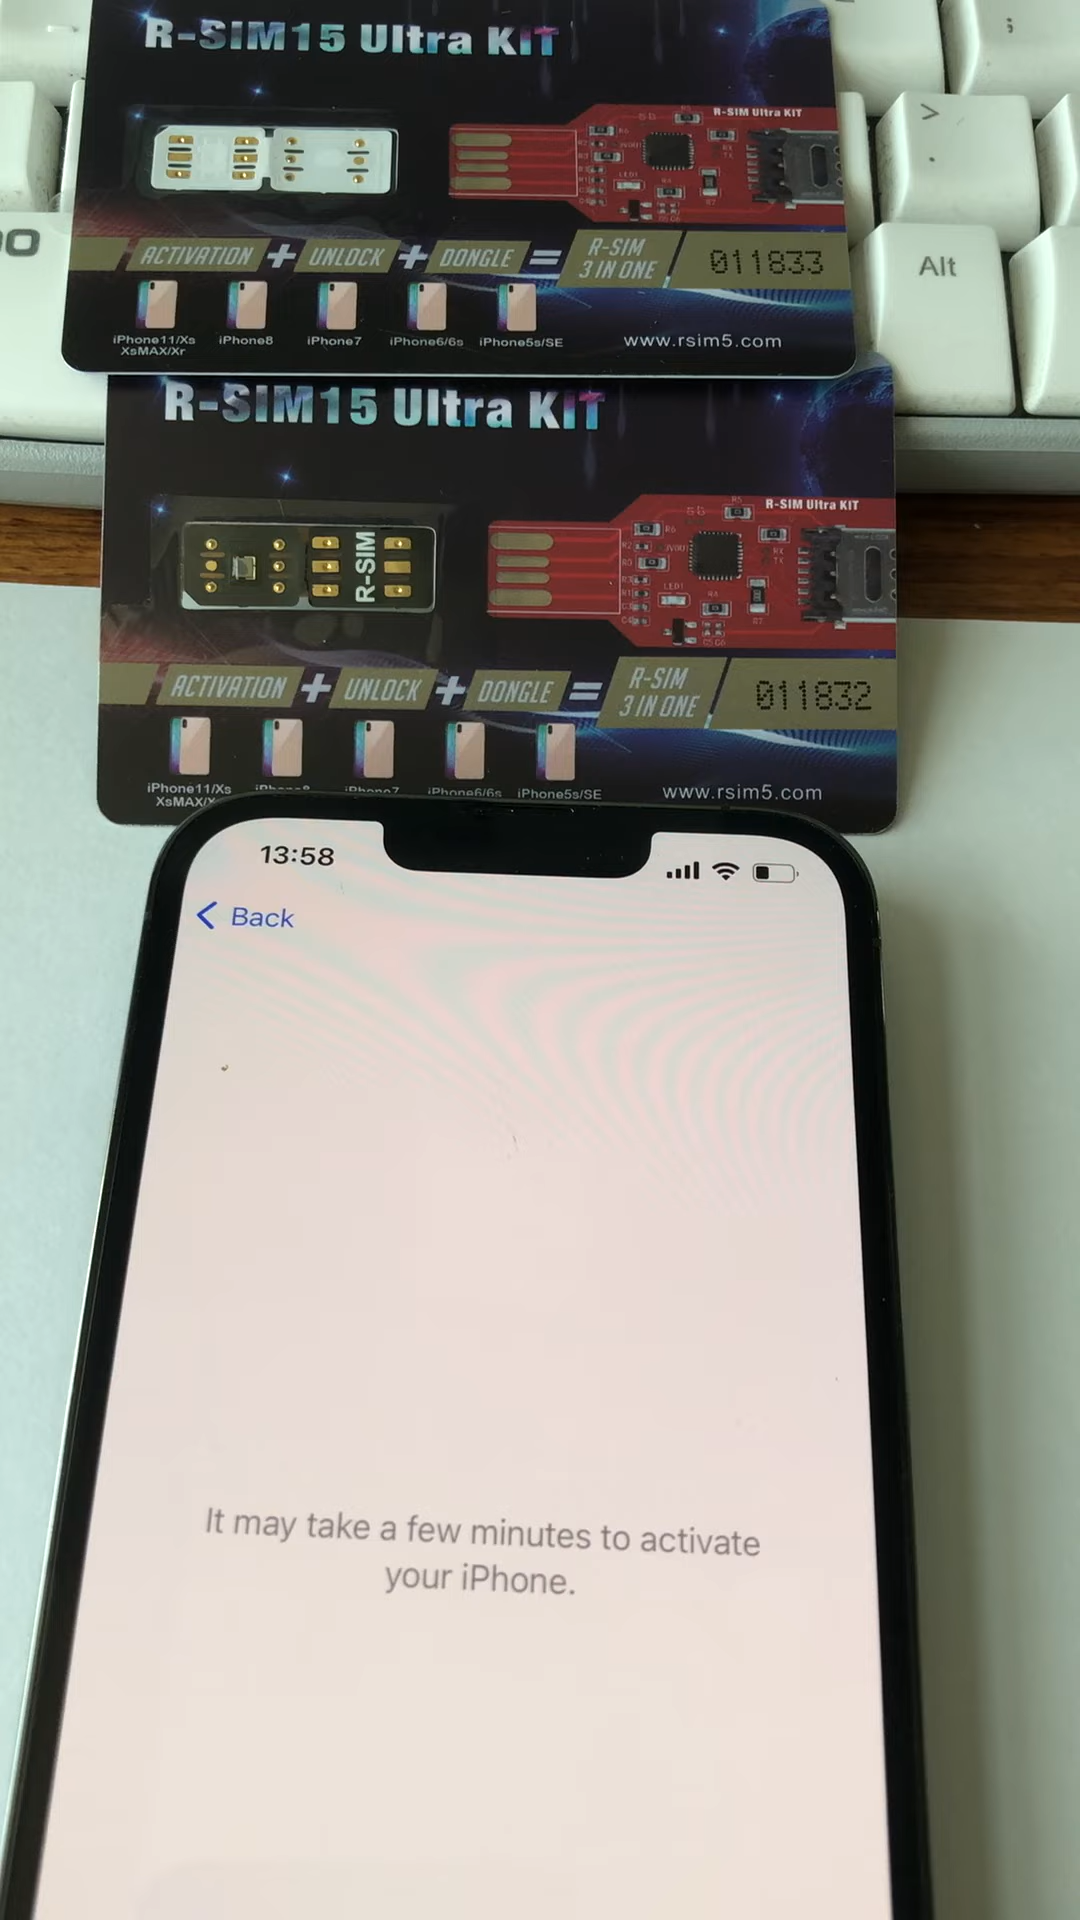 R-SIM15 Ultra KIT
R-SIM Ultra KIT
ACTIVATION + UNLOCK + DONGLE =
R-SIM
3 IN ONE
011833
iPhone11/Xs
XsMAX/Xr
iPhone8
iPhone7
iPhone6/6s
iPhone5s/SE
www.rsim5.com
>
.
;
Alt
R-SIM15 Ultra KIT
R-SIM
R-SIM Ultra KIT
LED1
ACTIVATION + UNLOCK + DONGLE =
R-SIM
3 IN ONE
011832
iPhone11/Xs
iPhone6/6s
iPhone5s/SE
www.rsim5.com
13:58
Back
It may take a few minutes to activate
your iPhone.